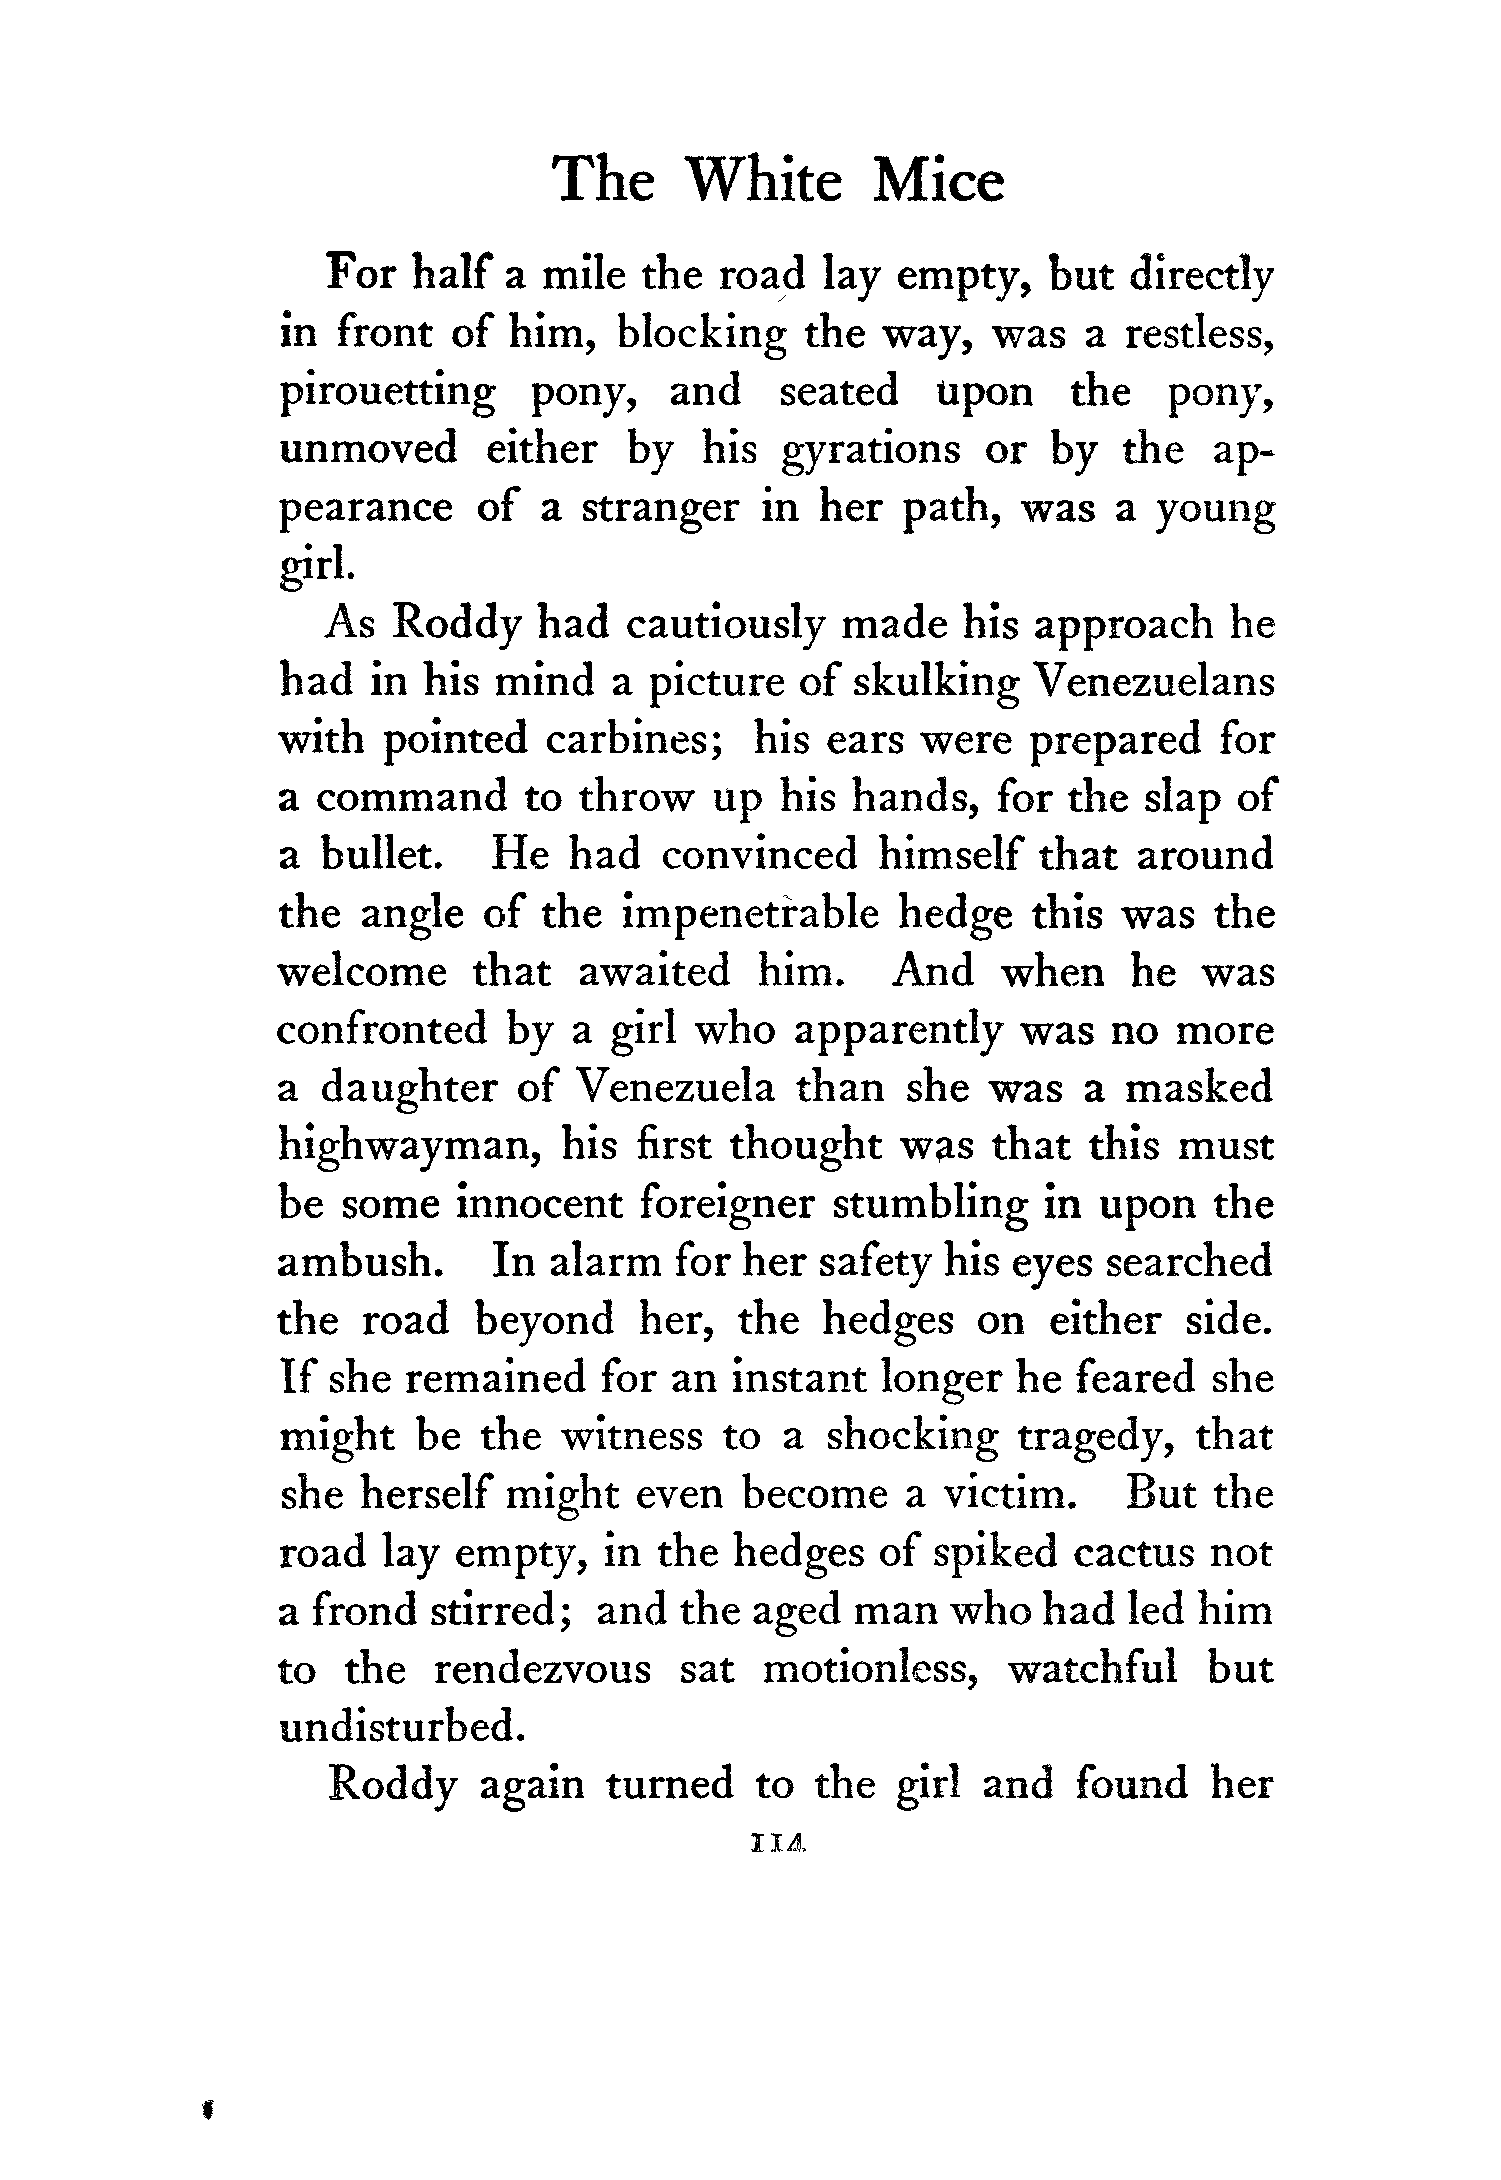 The White Mice
For half a mile the road lay empty, but directly
in front of him, blocking the way, was a restless,
pirouetting pony, and seated upon the pony,
unmoved either by his gyrations or by the ap-
pearance of a stranger in her path, was a young
girl.
As Roddy had cautiously made his approach he
had in his mind a picture of skulking Venezuelans
with pointed carbines; his ears were prepared for
a command to throw up his hands, for the slap of
a bullet. He had convinced himself that around
the angle of the impenetrable hedge this was the
welcome that awaited him. And when he was
confronted by a girl who apparently was no more
a daughter of Venezuela than she was a masked
highwayman, his first thought was that this must
be some innocent foreigner stumbling in upon the
ambush. In alarm for her safety his eyes searched
the road beyond her, the hedges on either side.
If she remained for an instant longer he feared she
might be the witness to a shocking tragedy, that
she herself might even become a victim. But the
road lay empty, in the hedges of spiked cactus not
a frond stirred; and the aged man who had led him
to the rendezvous sat motionless, watchful but
undisturbed.
Roddy again turned to the girl and found her
114